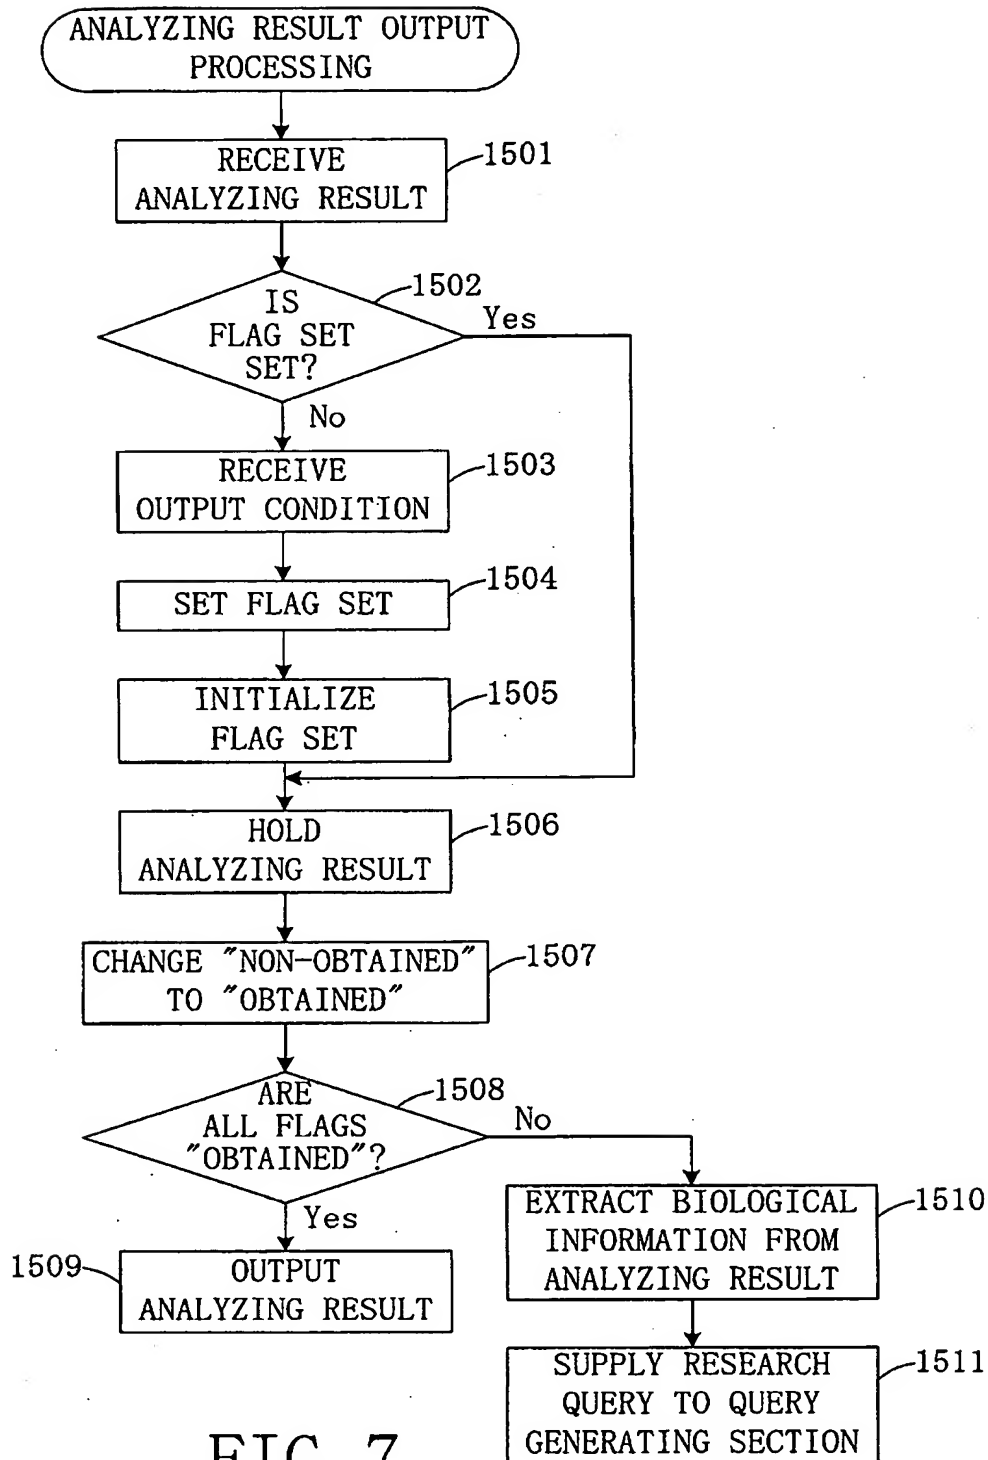 ANALYZING RESULT OUTPUT
PROCESSING
RECEIVE
ANALYZING RESULT
1501
IS
FLAG SET
SET?
1502
Yes
No
RECEIVE
OUTPUT CONDITION
1503
SET FLAG SET
1504
INITIALIZE
FLAG SET
1505
HOLD
ANALYZING RESULT
1506
CHANGE "NON-OBTAINED"
TO "OBTAINED"
1507
ARE
ALL FLAGS
"OBTAINED"?
1508
No
Yes
1509
OUTPUT
ANALYZING RESULT
EXTRACT BIOLOGICAL
INFORMATION FROM
ANALYZING RESULT
1510
SUPPLY RESEARCH
QUERY TO QUERY
GENERATING SECTION
1511
FIG. 7